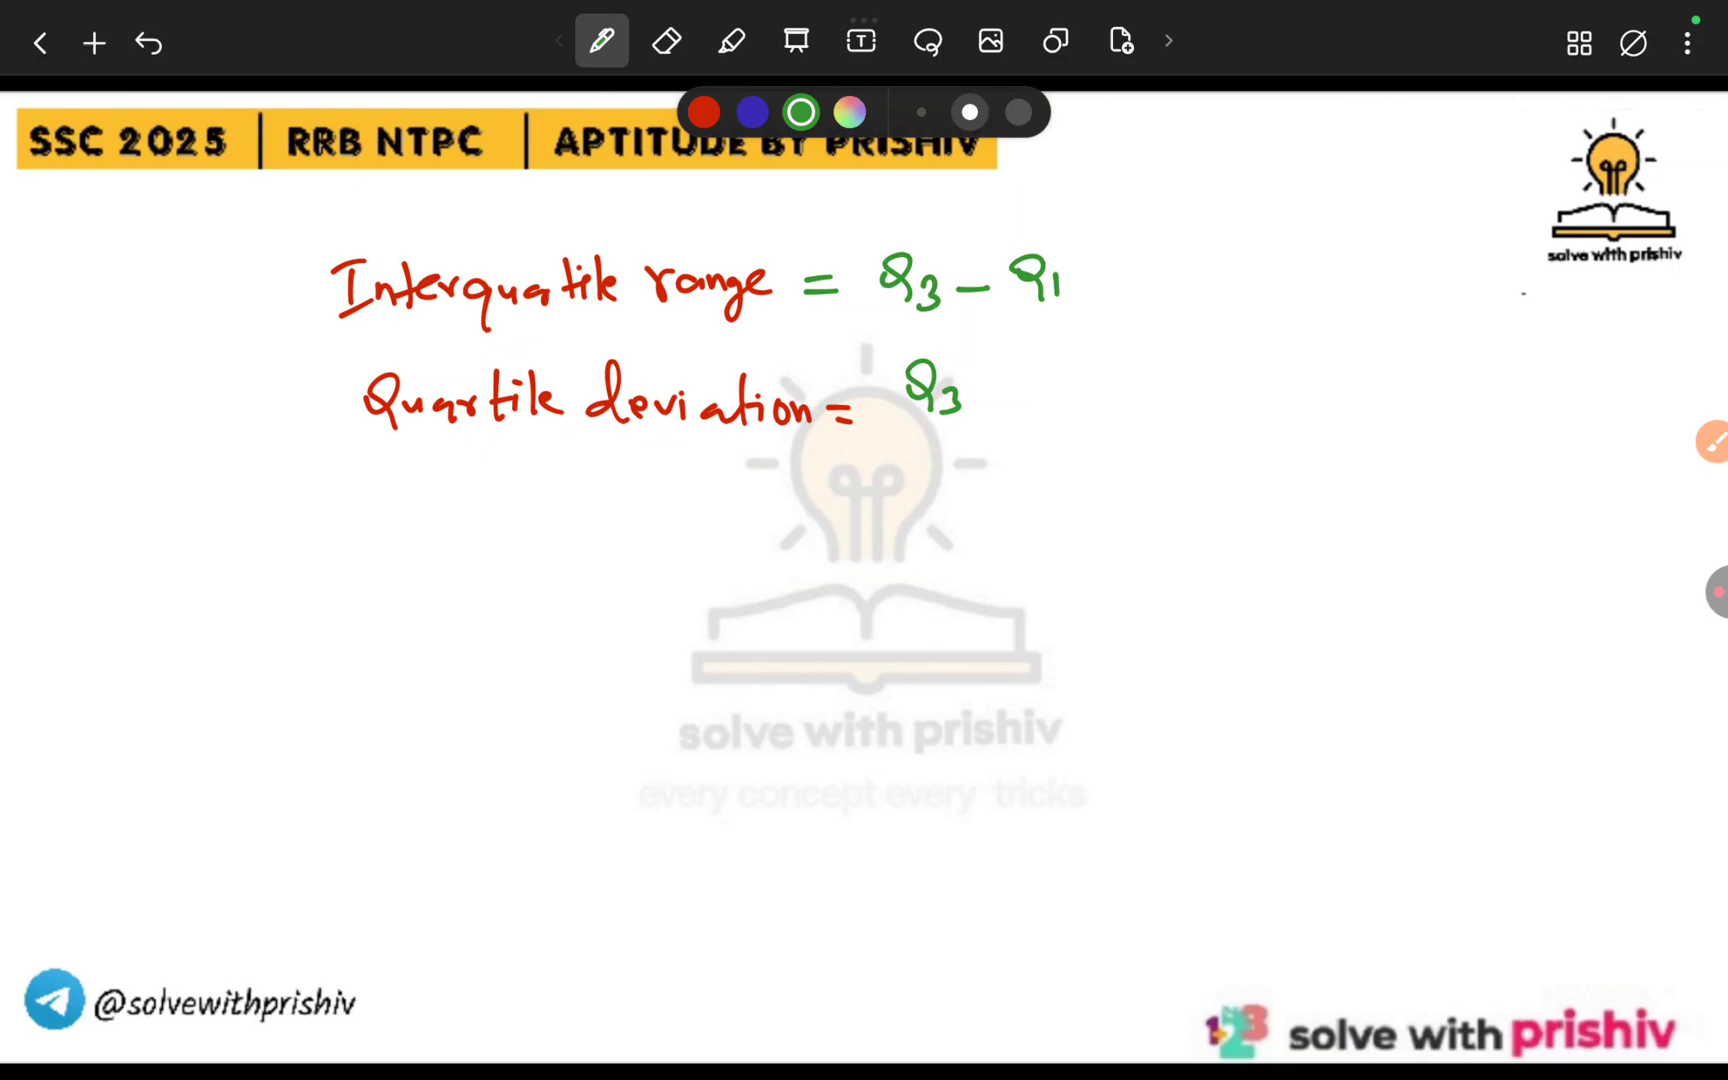 SSC 2025 | RRB NTPC | APTITUDE BY PRISHIV
solve with prishiv
Interquatile range = Q3 - Q1
Quartile deviation = Q3
solve with prishiv
every concept every tricks
@solvewithprishiv
solve with prishiv